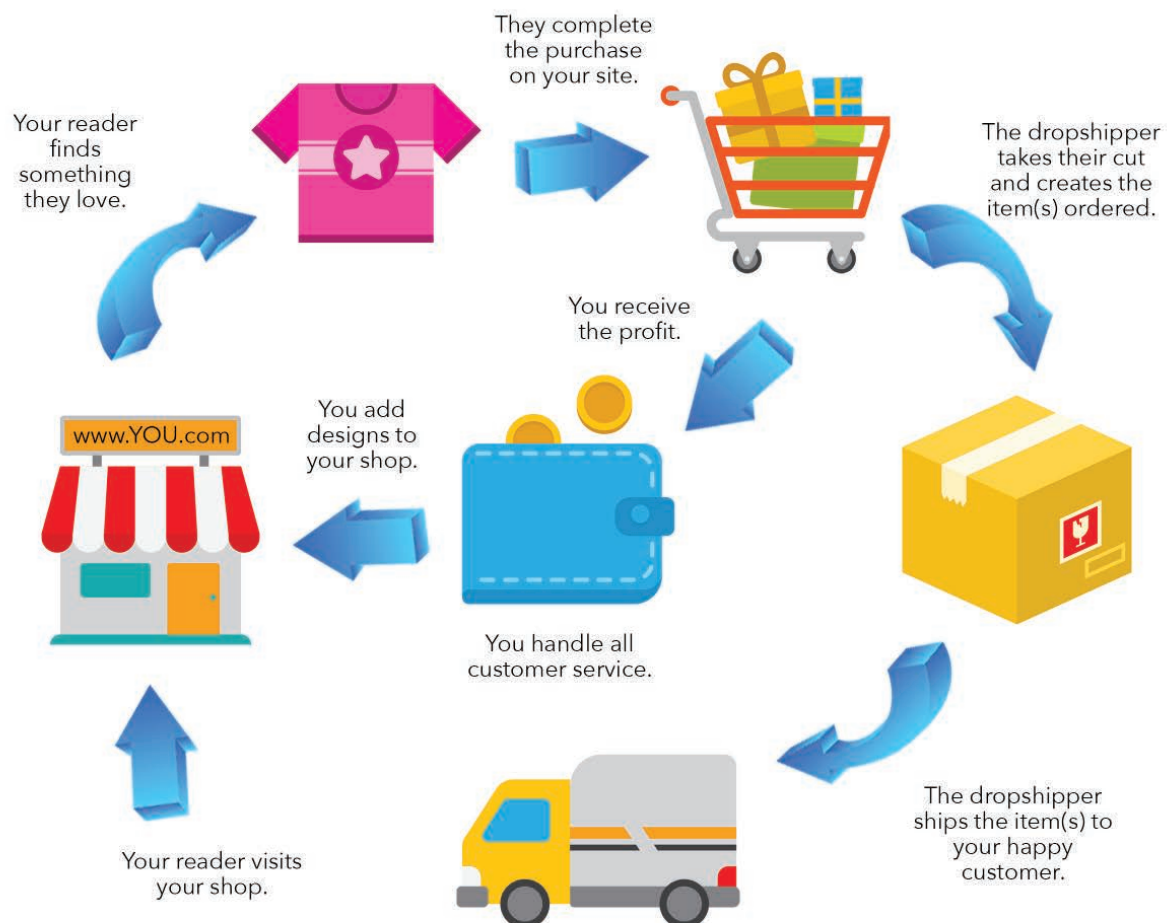 They complete
the purchase
on your site.
Your reader
finds
something
they love.
The dropshipper
takes their cut
and creates the
item(s) ordered.
You receive
the profit.
You add
designs to
your shop.
www.YOU.com
You handle all
customer service.
The dropshipper
ships the item(s) to
your happy
customer.
Your reader visits
your shop.